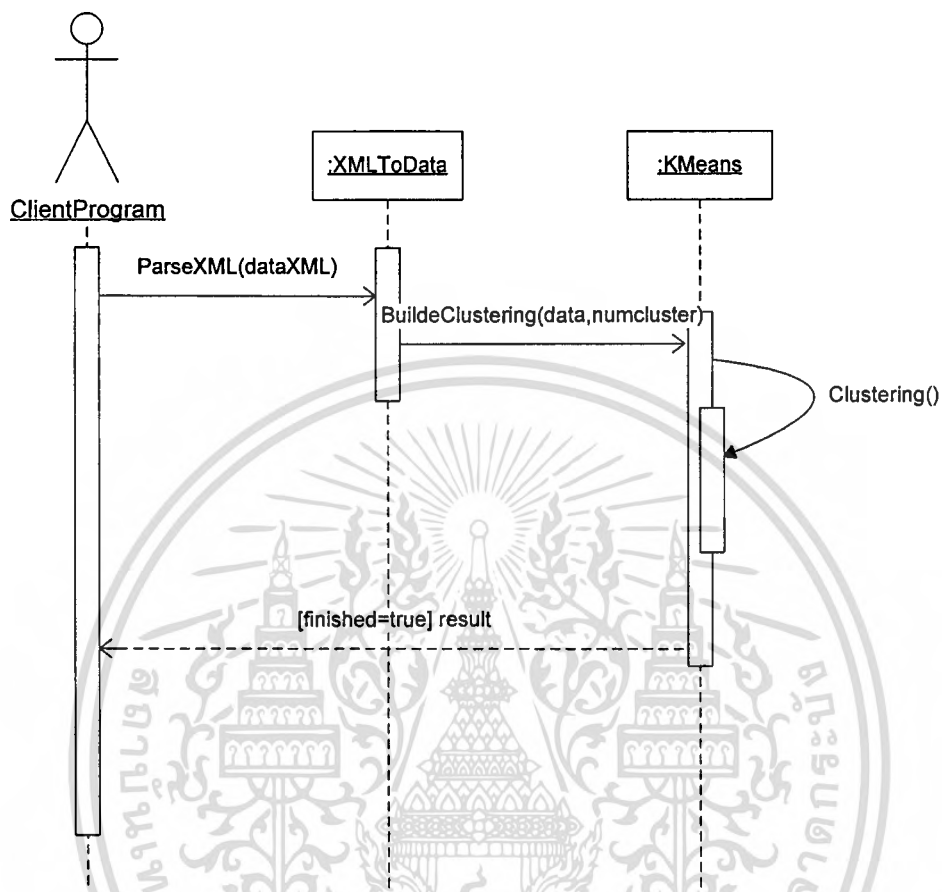 :XMLToData
:KMeans
ClientProgram
ParseXML(dataXML)
BuildeClustering(data,numcluster)
Clustering()
[finished=true] result